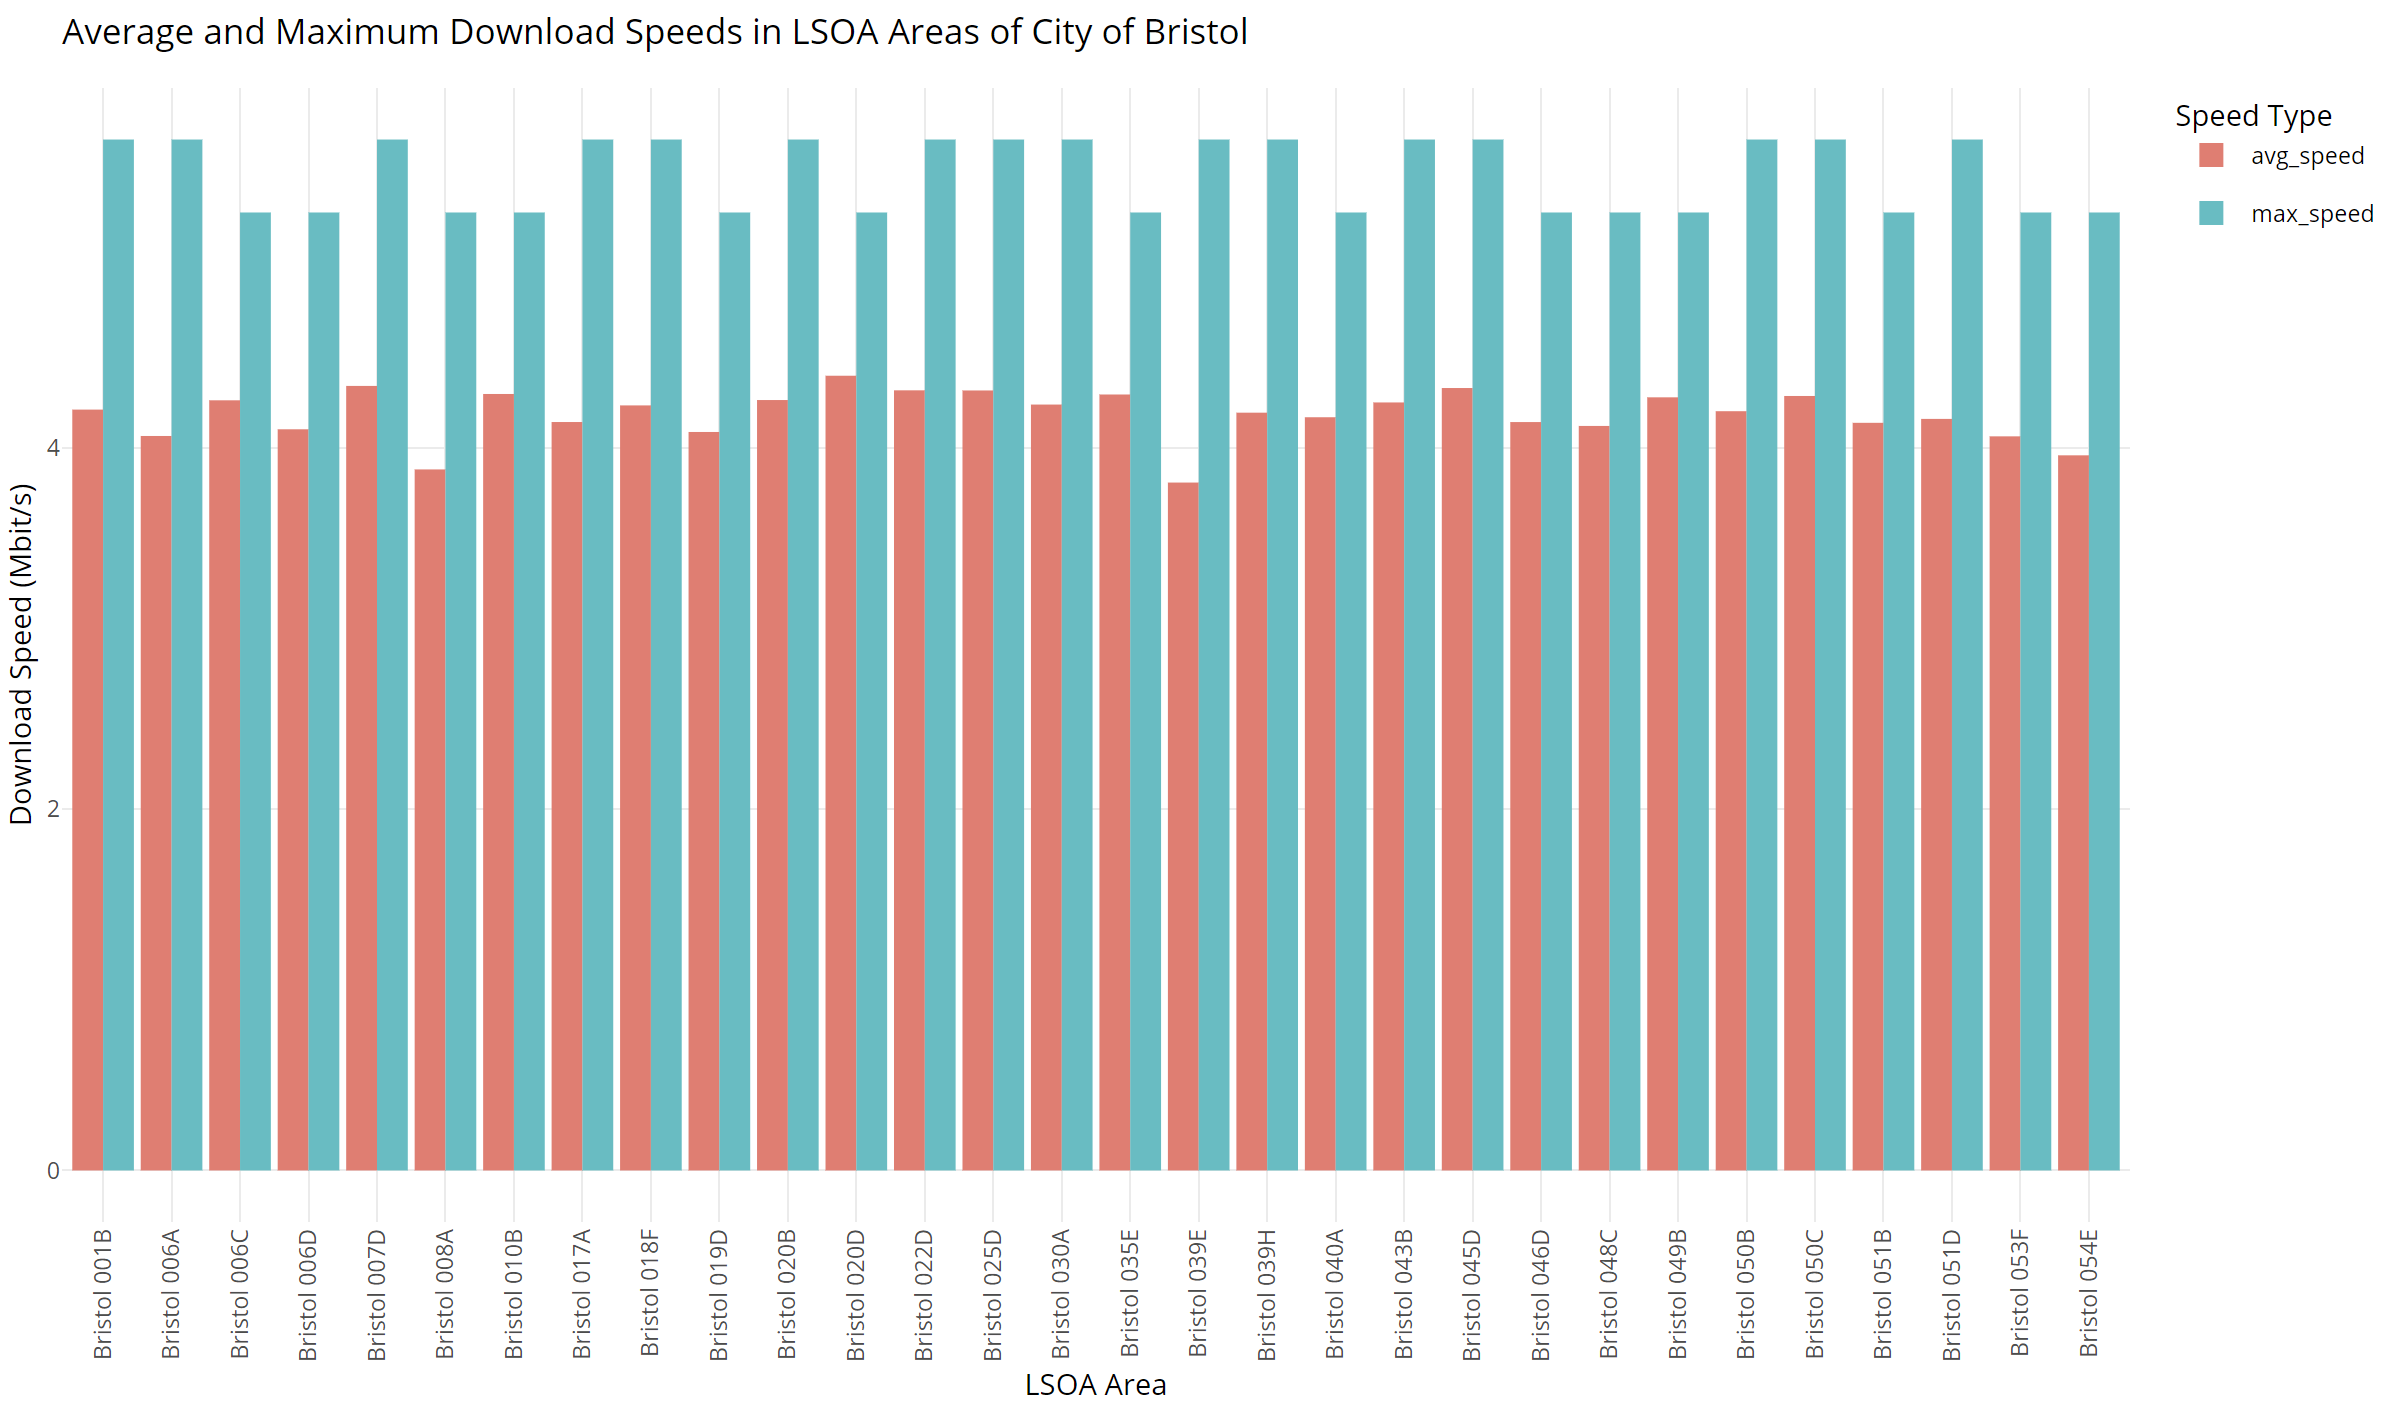 Average and Maximum Download Speeds in LSOA Areas of City of Bristol
Speed Type
avg_speed
max_speed
Download Speed (Mbit/s)
4
2
0
Bristol 001B
Bristol 006A
Bristol 006C
Bristol 006D
Bristol 007D
Bristol 008A
Bristol 010B
Bristol 017A
Bristol 018F
Bristol 019D
Bristol 020B
Bristol 020D
Bristol 022D
Bristol 025D
Bristol 030A
Bristol 035E
Bristol 039E
Bristol 039H
Bristol 040A
Bristol 043B
Bristol 045D
Bristol 046D
Bristol 048C
Bristol 049B
Bristol 050B
Bristol 050C
Bristol 051B
Bristol 051D
Bristol 053F
Bristol 054E
LSOA Area